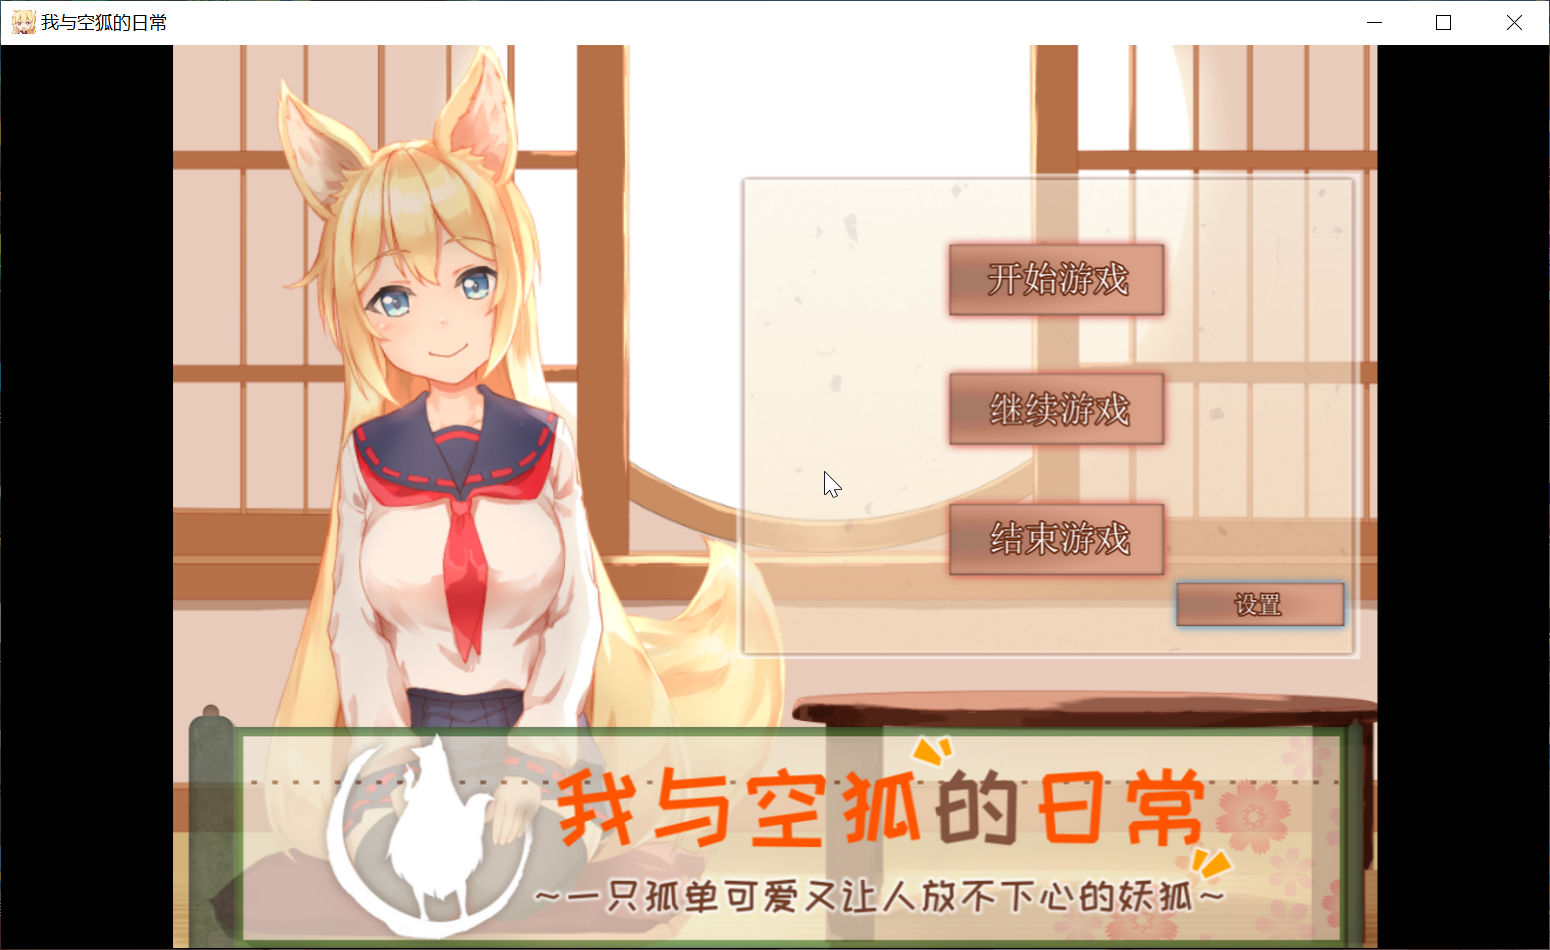 我与空狐的日常
开始游戏
继续游戏
结束游戏
设置
我与空狐的日常
~一只孤单可爱又让人放不下心的妖狐~